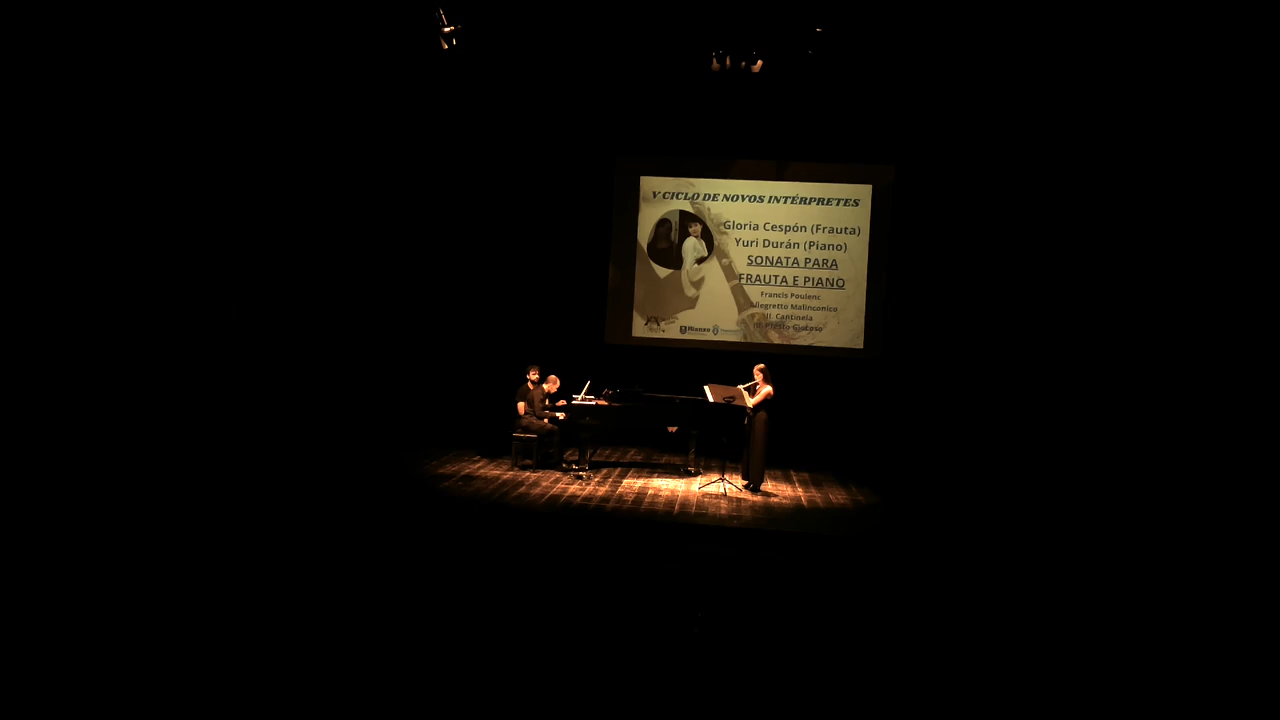 V CICLO DE NOVOS INTÉRPRETES
Gloria Cespón (Frauta)
Yuri Durán (Piano)
SONATA PARA
FRAUTA E PIANO
Francis Poulenc
Allegretto Malinconico
II. Cantinela
III. Presto Giocoso
Rianxo